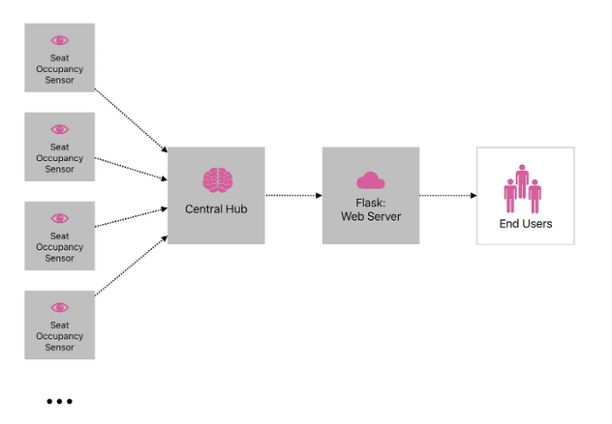 Seat
Occupancy
Sensor
Seat
Occupancy
Sensor
Seat
Occupancy
Sensor
Seat
Occupancy
Sensor
Central Hub
Flask:
Web Server
End Users
•••